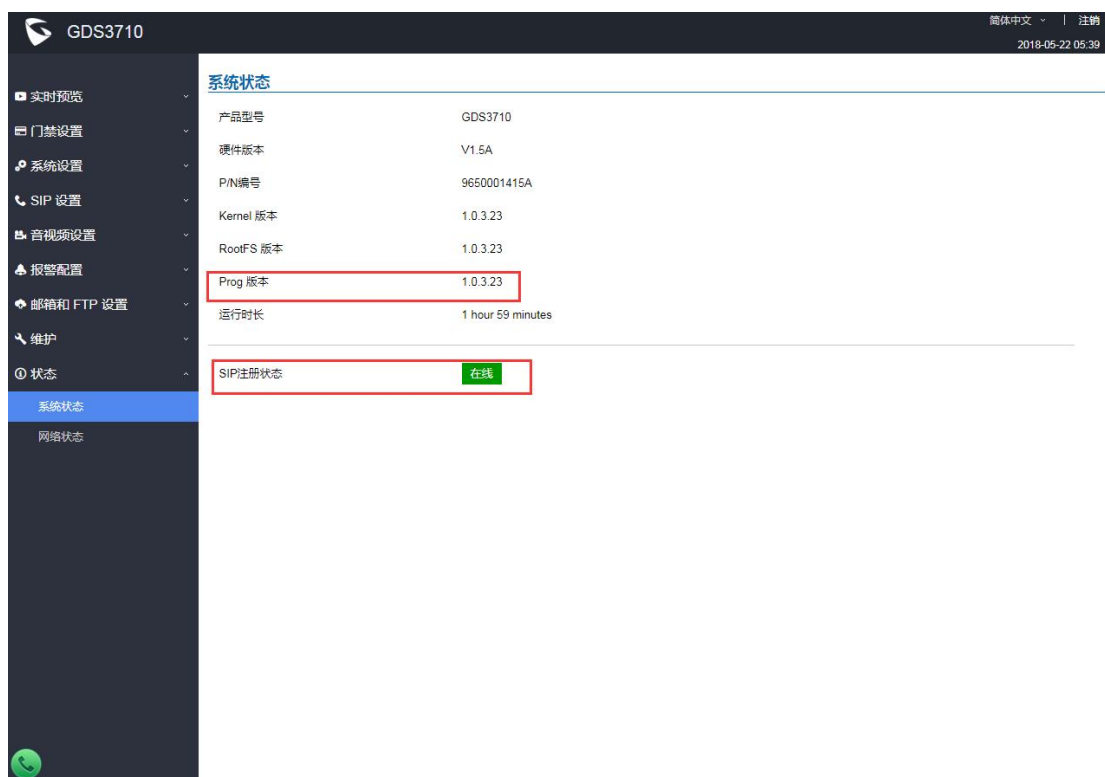 GDS3710
简体中文 | 注销
2018-05-22 05:39
实时预览
门禁设置
系统设置
SIP 设置
音视频设置
报警配置
邮箱和 FTP 设置
维护
状态
系统状态
网络状态
系统状态
产品型号 GDS3710
硬件版本 V1.5A
P/N编号 9650001415A
Kernel 版本 1.0.3.23
RootFS 版本 1.0.3.23
Prog 版本 1.0.3.23
运行时长 1 hour 59 minutes
SIP注册状态 在线